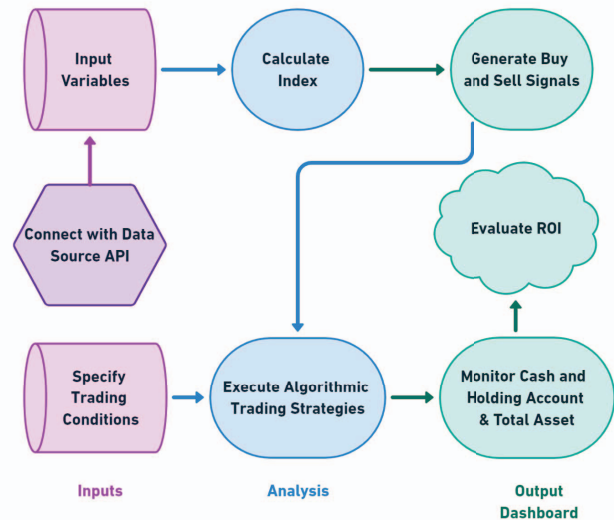 Input
Variables
Calculate
Index
Generate Buy
and Sell Signals
Connect with Data
Source API
Evaluate ROI
Specify
Trading
Conditions
Execute Algorithmic
Trading Strategies
Monitor Cash and
Holding Account
& Total Asset
Inputs
Analysis
Output
Dashboard